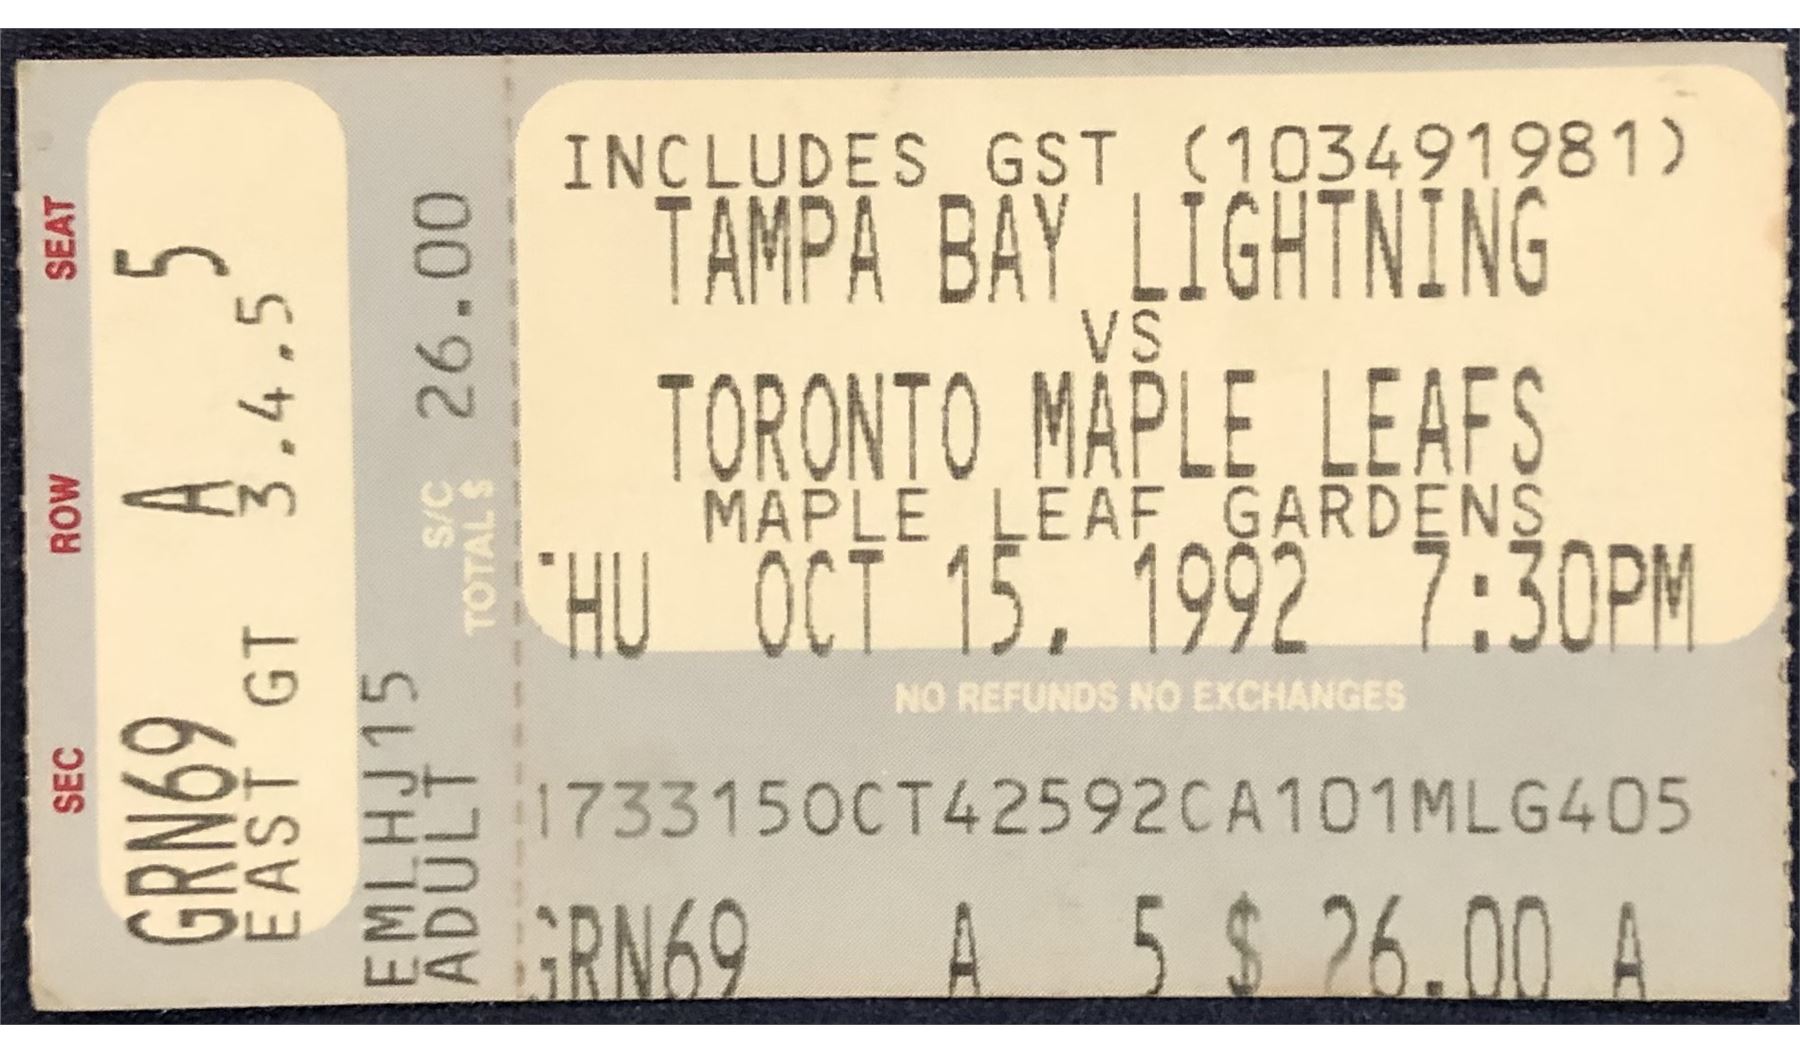 SEAT
5
ROW
A
SEC
GRN69
EAST GT 3.4.5
EMLHJ15
ADULT
26.00
S/C
TOTAL $
INCLUDES GST (103491981)
TAMPA BAY LIGHTNING
VS
TORONTO MAPLE LEAFS
MAPLE LEAF GARDENS
THU OCT 15, 1992 7:30PM
NO REFUNDS NO EXCHANGES
173315OCT42592CA101MLG405
GRN69 A 5 $ 26.00 A